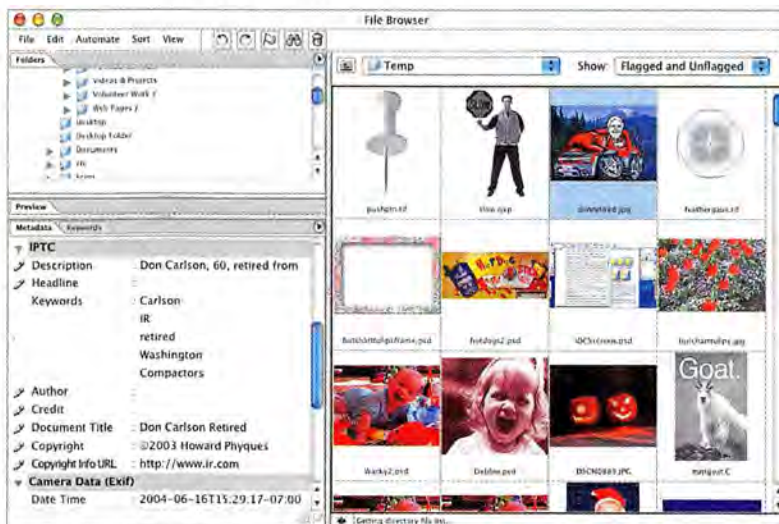 File Browser
File Edit Automate Sort View
Folders
Videos & Projects
Volunteer Work
Web Pages
Desktop
Desktop Folder
Documents
Preview
Metadata Keywords
IPTC
Description : Don Carlson, 60, retired from
Headline :
Keywords : Carlson
IR
retired
Washington
Compactors
Author :
Credit :
Document Title : Don Carlson Retired
Copyright : ©2003 Howard Phyques
Copyright Info URL : http://www.ir.com
Camera Data (Exif)
Date Time : 2004-06-16T15:29.17-07:00
Temp
Show: Flagged and Unflagged
pushpin.tif
hotdogs2.psd
Goat.
Wacky2.psd
Debbie.psd
Getting directory file list...